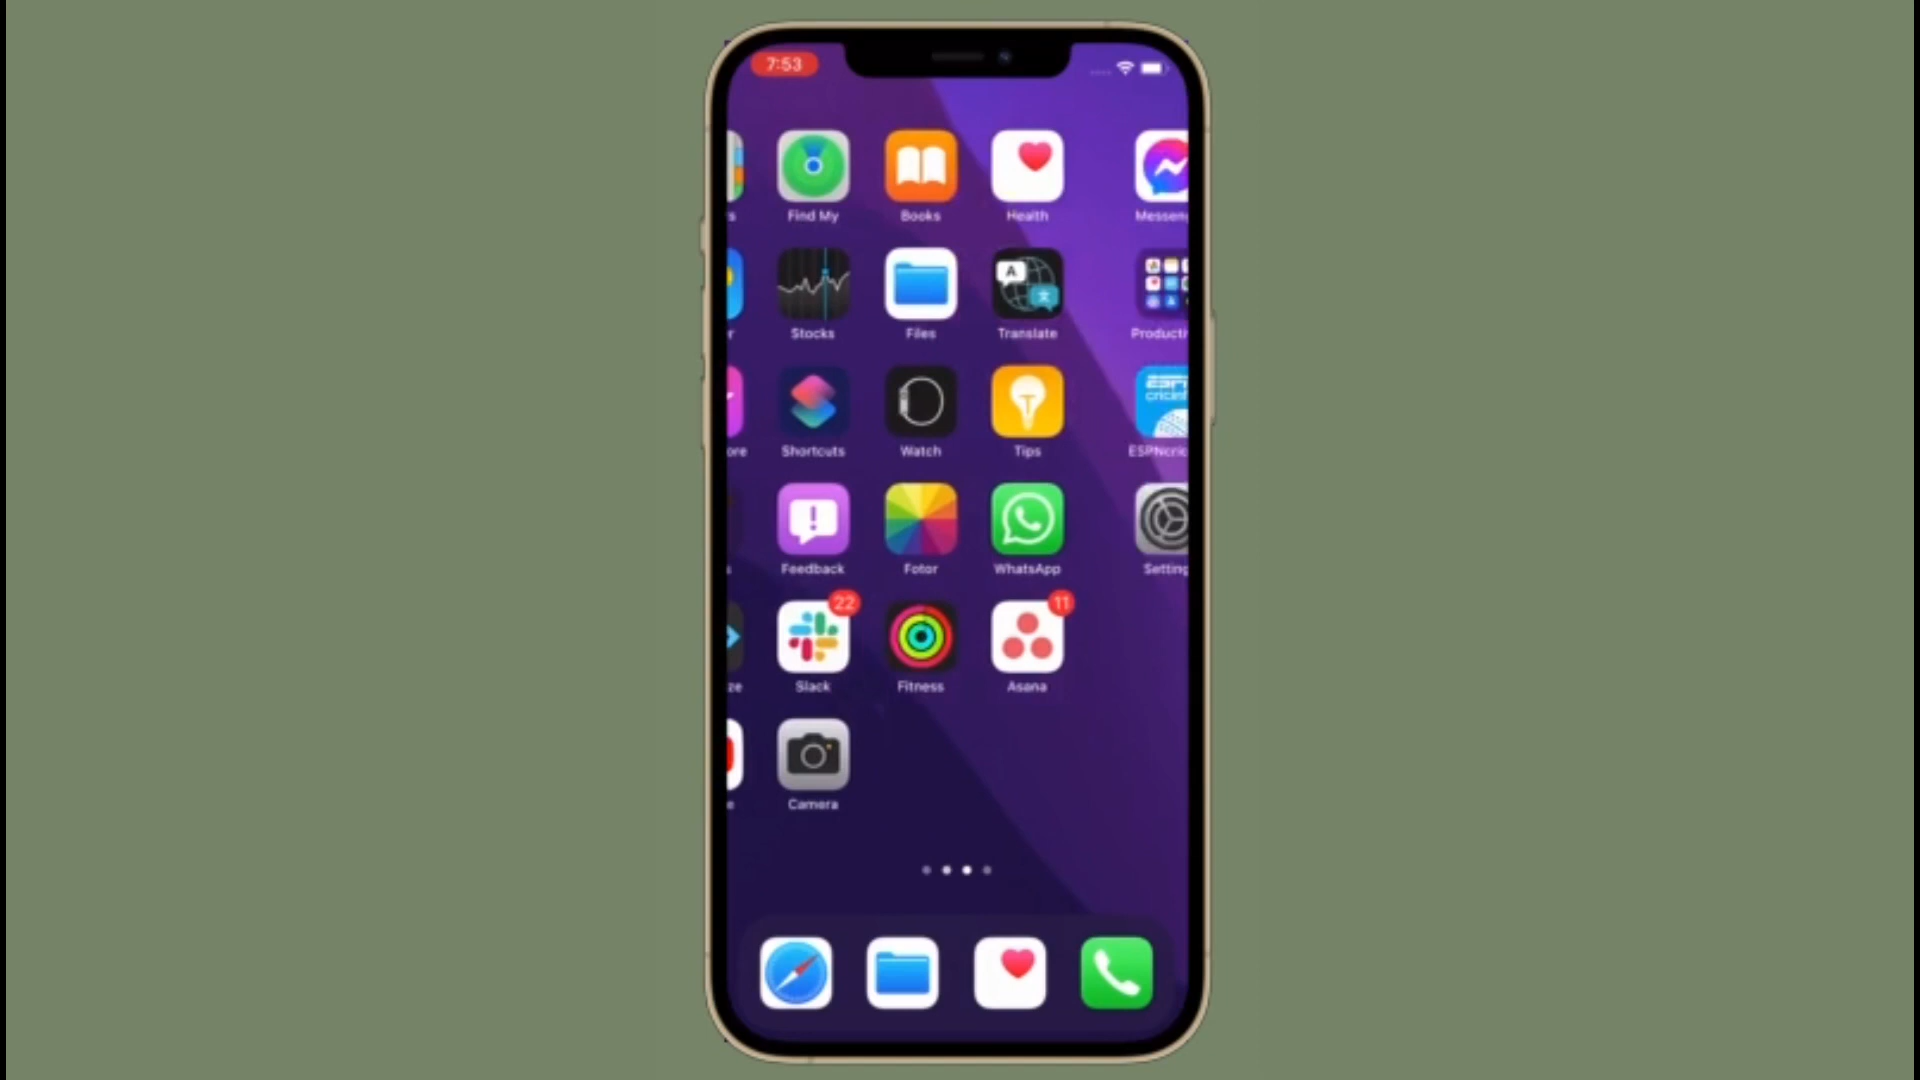 7:53
s Find My Books Health Messen
r Stocks Files Translate Producti
ore Shortcuts Watch Tips ESPNcric
s Feedback Fotor WhatsApp Setting
22 11
ze Slack Fitness Asana
e Camera